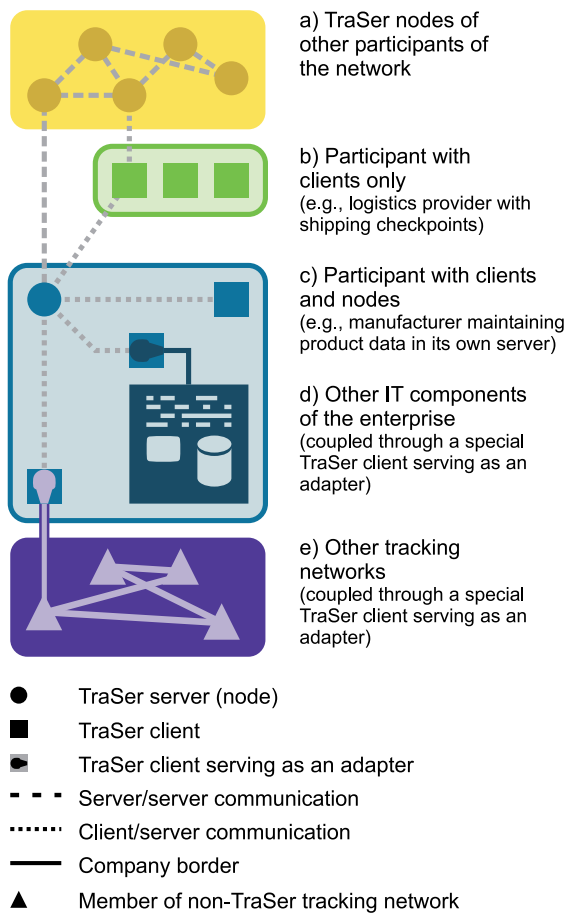 a) TraSer nodes of
other participants of
the network
b) Participant with
clients only
(e.g., logistics provider with
shipping checkpoints)
c) Participant with clients
and nodes
(e.g., manufacturer maintaining
product data in its own server)
d) Other IT components
of the enterprise
(coupled through a special
TraSer client serving as an
adapter)
e) Other tracking
networks
(coupled through a special
TraSer client serving as an
adapter)
TraSer server (node)
TraSer client
TraSer client serving as an adapter
Server/server communication
Client/server communication
Company border
Member of non-TraSer tracking network